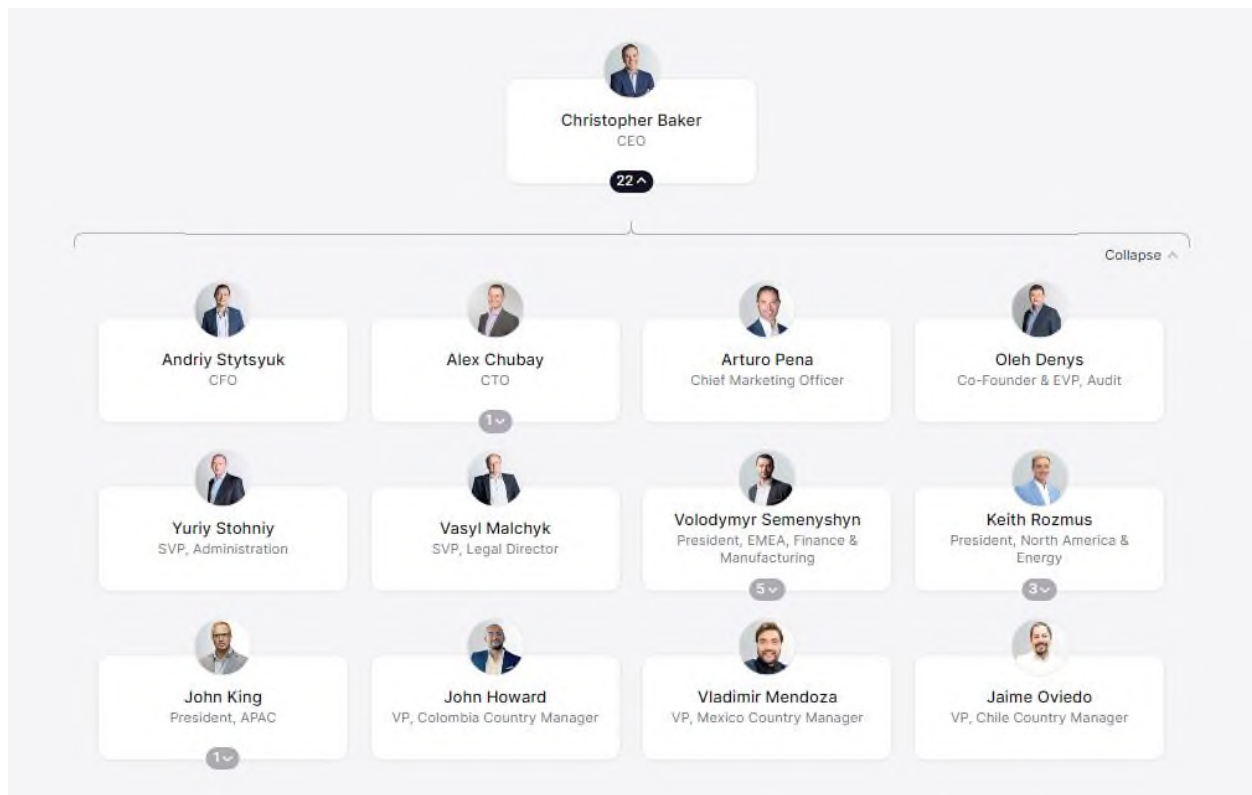 Christopher Baker
CEO
22
Collapse
Andriy Stytsyuk
CFO
Alex Chubay
CTO
1
Arturo Pena
Chief Marketing Officer
Oleh Denys
Co-Founder & EVP, Audit
Yuriy Stohniy
SVP, Administration
Vasyl Malchyk
SVP, Legal Director
Volodymyr Semenyshyn
President, EMEA, Finance &
Manufacturing
5
Keith Rozmus
President, North America &
Energy
3
John King
President, APAC
1
John Howard
VP, Colombia Country Manager
Vladimir Mendoza
VP, Mexico Country Manager
Jaime Oviedo
VP, Chile Country Manager